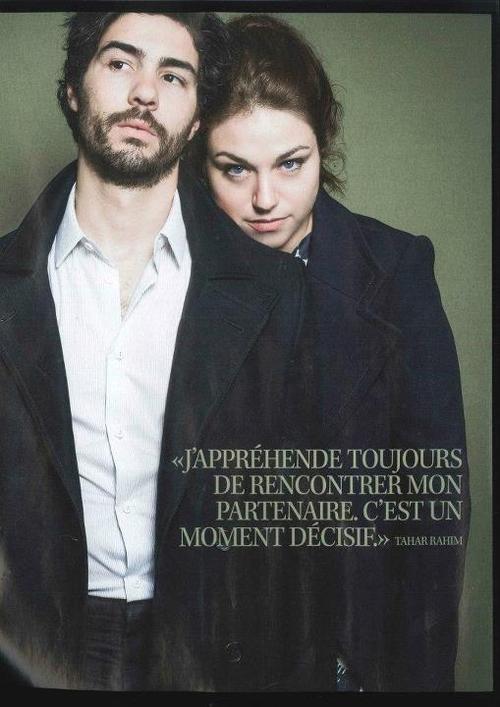 «J'APPRÉHENDE TOUJOURS
DE RENCONTRER MON
PARTENAIRE. C'EST UN
MOMENT DÉCISIF.» TAHAR RAHIM